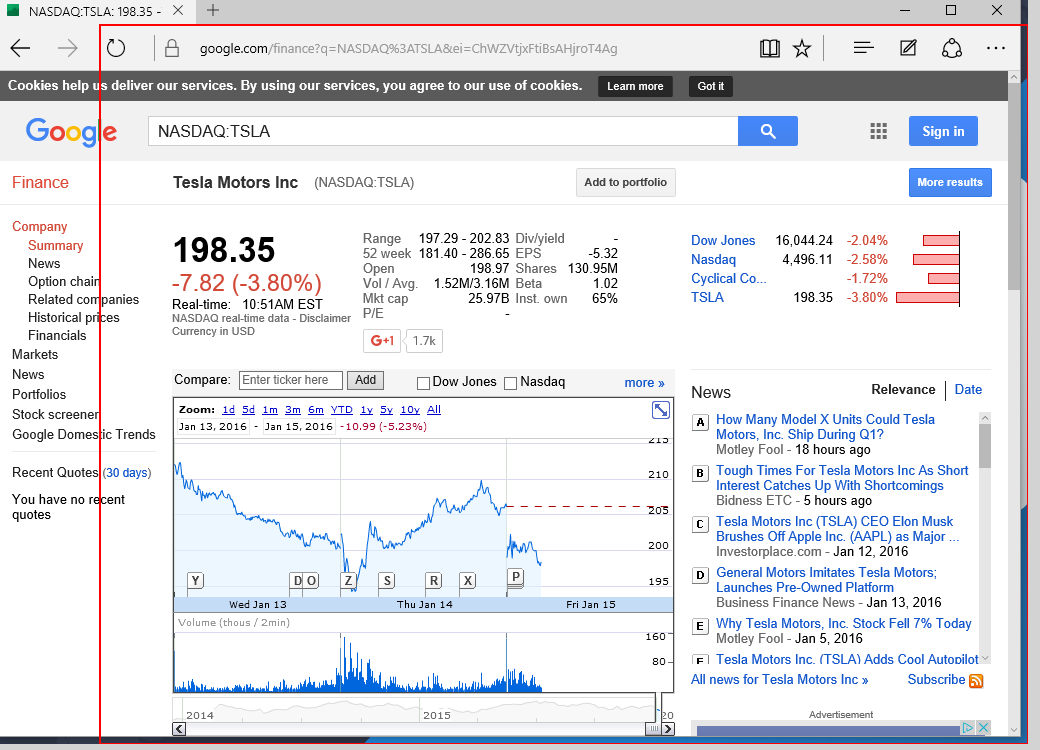 NASDAQ:TSLA: 198.35 -
google.com/finance?q=NASDAQ%3ATSLA&ei=ChWZVtjxFtiBsAHjroT4Ag
Cookies help us deliver our services. By using our services, you agree to our use of cookies. Learn more Got it
Google NASDAQ:TSLA Sign in
Finance Tesla Motors Inc (NASDAQ:TSLA) Add to portfolio More results
Company
Summary
News
Option chain
Related companies
Historical prices
Financials
Markets
News
Portfolios
Stock screener
Google Domestic Trends
Recent Quotes (30 days)
You have no recent
quotes
198.35
-7.82 (-3.80%)
Real-time: 10:51AM EST
NASDAQ real-time data - Disclaimer
Currency in USD
Range 197.29 - 202.83 Div/yield -
52 week 181.40 - 286.65 EPS -5.32
Open 198.97 Shares 130.95M
Vol / Avg. 1.52M/3.16M Beta 1.02
Mkt cap 25.97B Inst. own 65%
P/E -
G+1 1.7k
Dow Jones 16,044.24 -2.04%
Nasdaq 4,496.11 -2.58%
Cyclical Co... -1.72%
TSLA 198.35 -3.80%
Compare: Enter ticker here Add Dow Jones Nasdaq more »
Zoom: 1d 5d 1m 3m 6m YTD 1y 5y 10y All
Jan 13, 2016 - Jan 15, 2016 -10.99 (-5.23%)
215
210
205
200
195
Y D O Z S R X P
Wed Jan 13 Thu Jan 14 Fri Jan 15
Volume (thous / 2min)
160
80
2014 2015 20
News Relevance Date
A How Many Model X Units Could Tesla
Motors, Inc. Ship During Q1?
Motley Fool - 18 hours ago
B Tough Times For Tesla Motors Inc As Short
Interest Catches Up With Shortcomings
Bidness ETC - 5 hours ago
C Tesla Motors Inc (TSLA) CEO Elon Musk
Brushes Off Apple Inc. (AAPL) as Major ...
Investorplace.com - Jan 12, 2016
D General Motors Imitates Tesla Motors;
Launches Pre-Owned Platform
Business Finance News - Jan 13, 2016
E Why Tesla Motors, Inc. Stock Fell 7% Today
Motley Fool - Jan 5, 2016
F Tesla Motors Inc. (TSLA) Adds Cool Autopilot
All news for Tesla Motors Inc » Subscribe
Advertisement